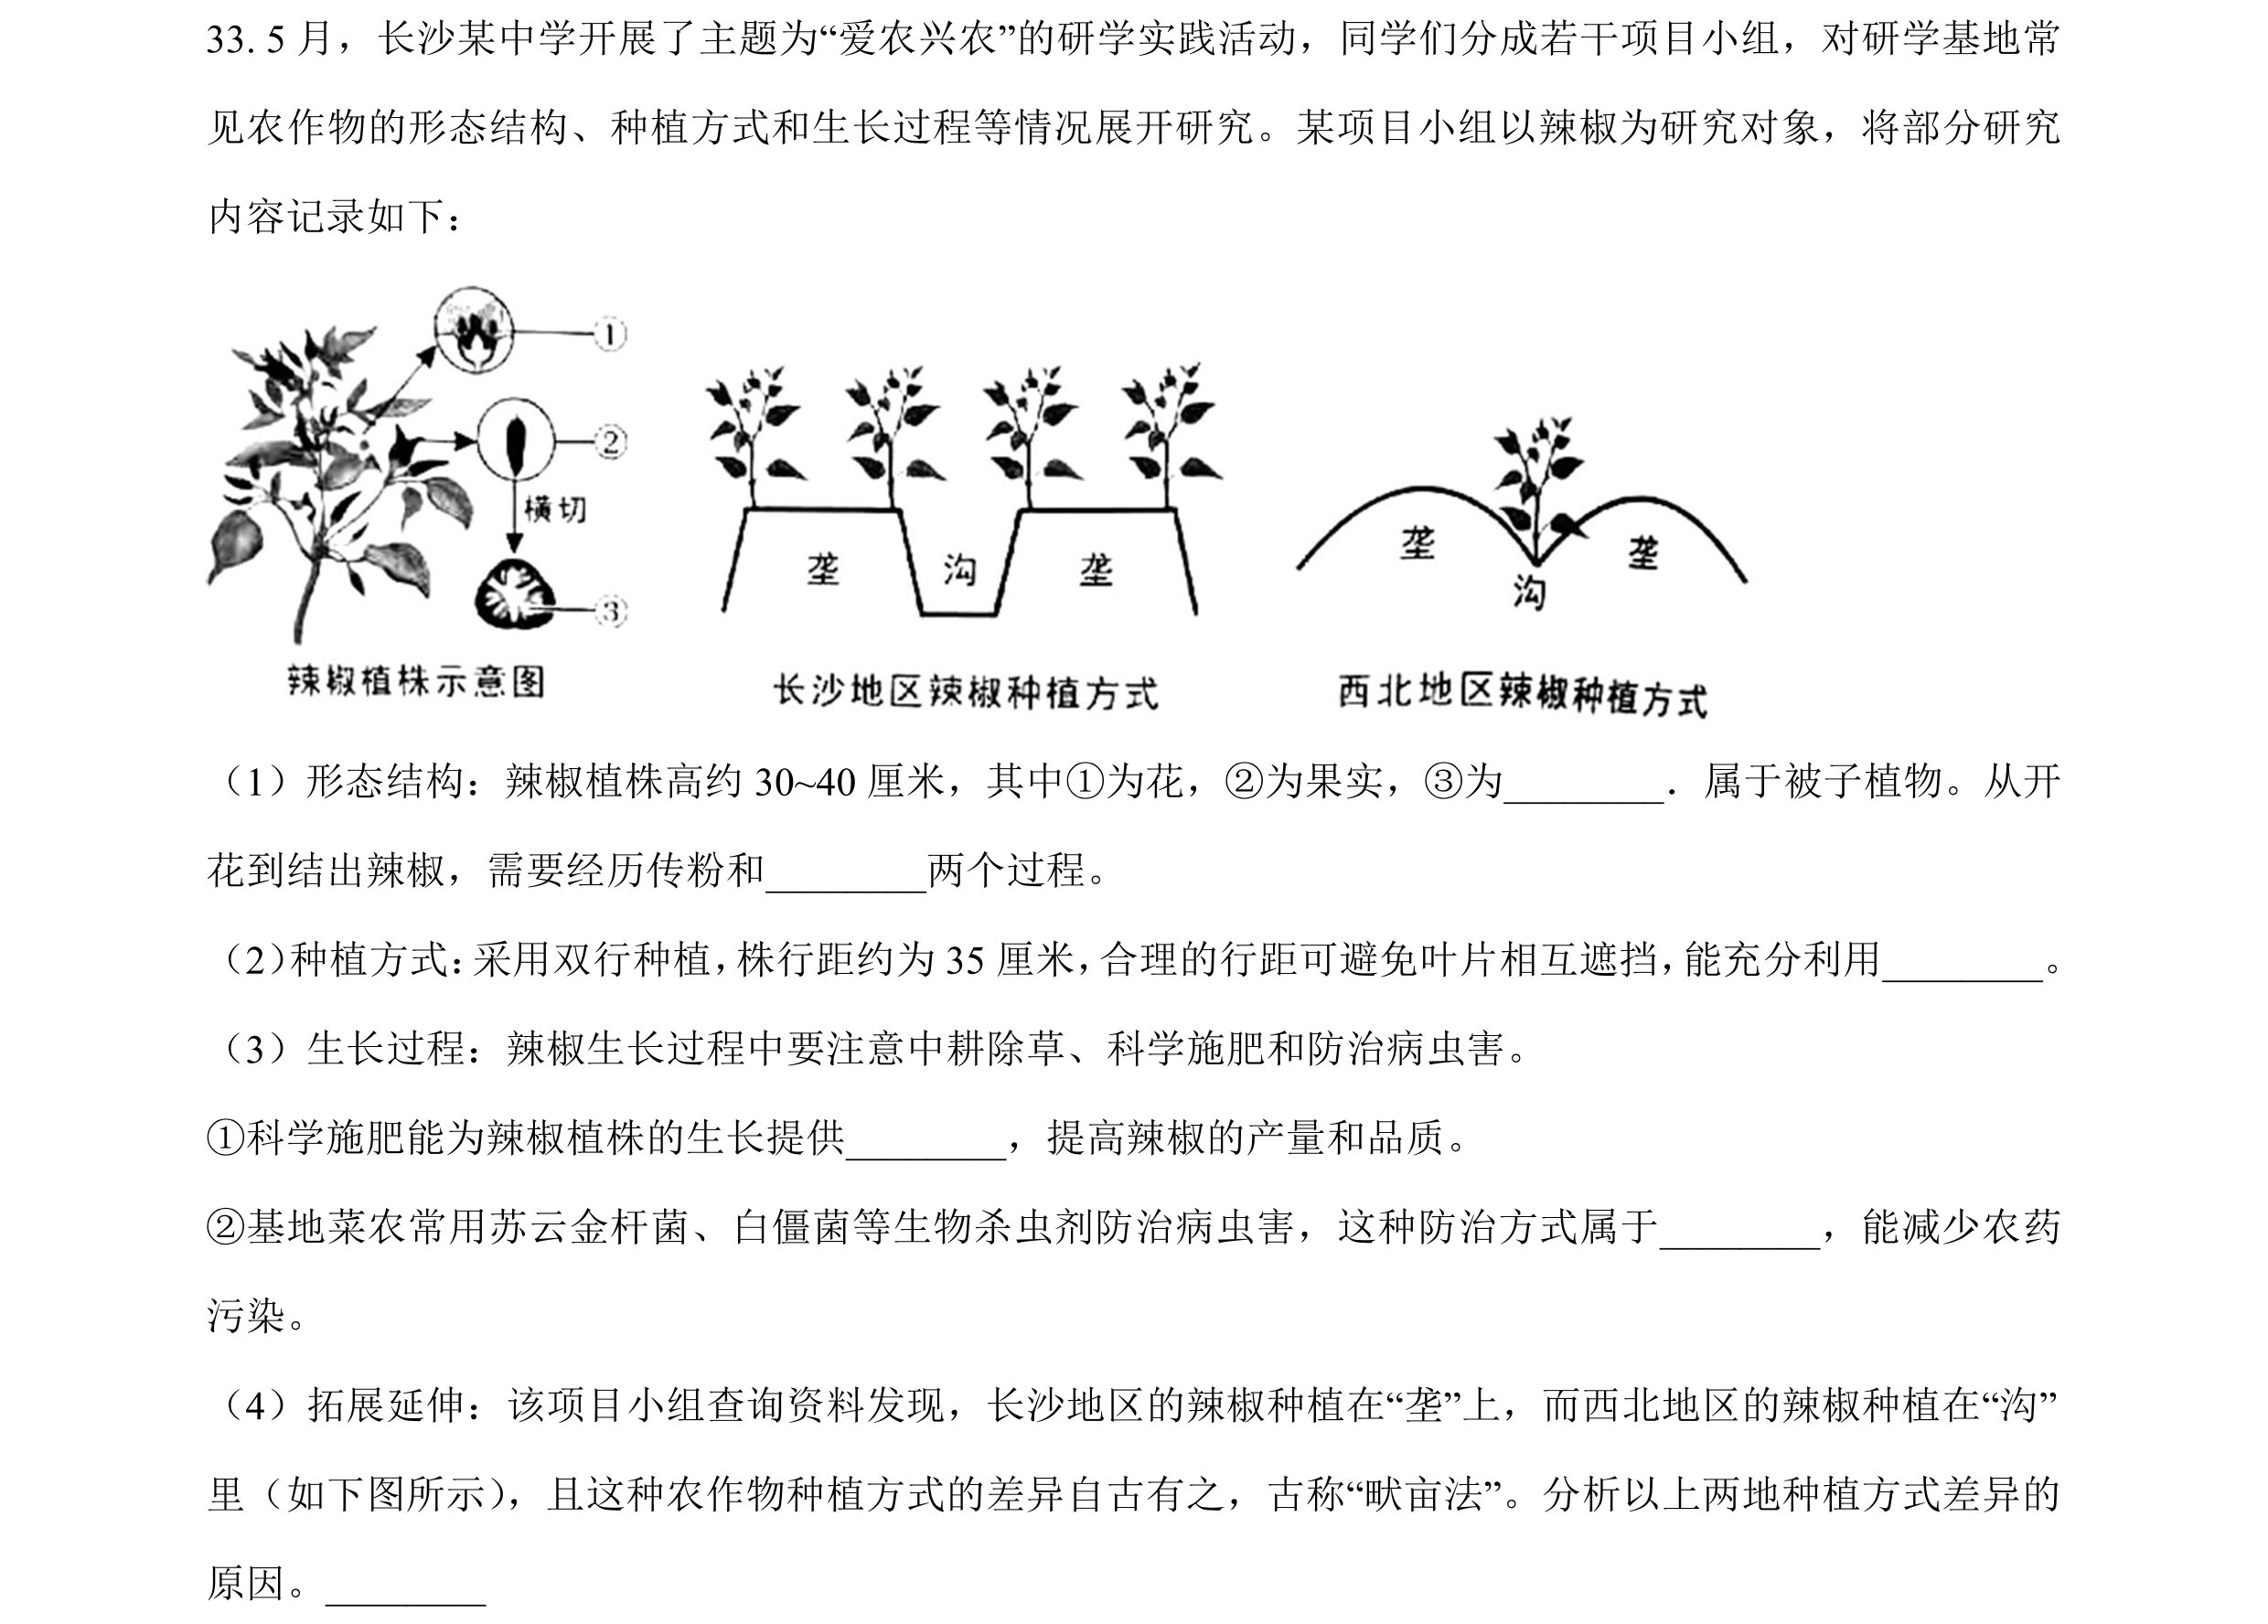 33. 5 月，长沙某中学开展了主题为“爱农兴农”的研学实践活动，同学们分成若干项目小组，对研学基地常
见农作物的形态结构、种植方式和生长过程等情况展开研究。某项目小组以辣椒为研究对象，将部分研究
内容记录如下：
①
②
横切
③
垄
沟
垄
垄
沟
垄
辣椒植株示意图
长沙地区辣椒种植方式
西北地区辣椒种植方式
（1）形态结构：辣椒植株高约 30~40 厘米，其中①为花，②为果实，③为________．属于被子植物。从开
花到结出辣椒，需要经历传粉和________两个过程。
（2）种植方式：采用双行种植，株行距约为 35 厘米，合理的行距可避免叶片相互遮挡，能充分利用________。
（3）生长过程：辣椒生长过程中要注意中耕除草、科学施肥和防治病虫害。
①科学施肥能为辣椒植株的生长提供________，提高辣椒的产量和品质。
②基地菜农常用苏云金杆菌、白僵菌等生物杀虫剂防治病虫害，这种防治方式属于________，能减少农药
污染。
（4）拓展延伸：该项目小组查询资料发现，长沙地区的辣椒种植在“垄”上，而西北地区的辣椒种植在“沟”
里（如下图所示），且这种农作物种植方式的差异自古有之，古称“畎亩法”。分析以上两地种植方式差异的
原因。________